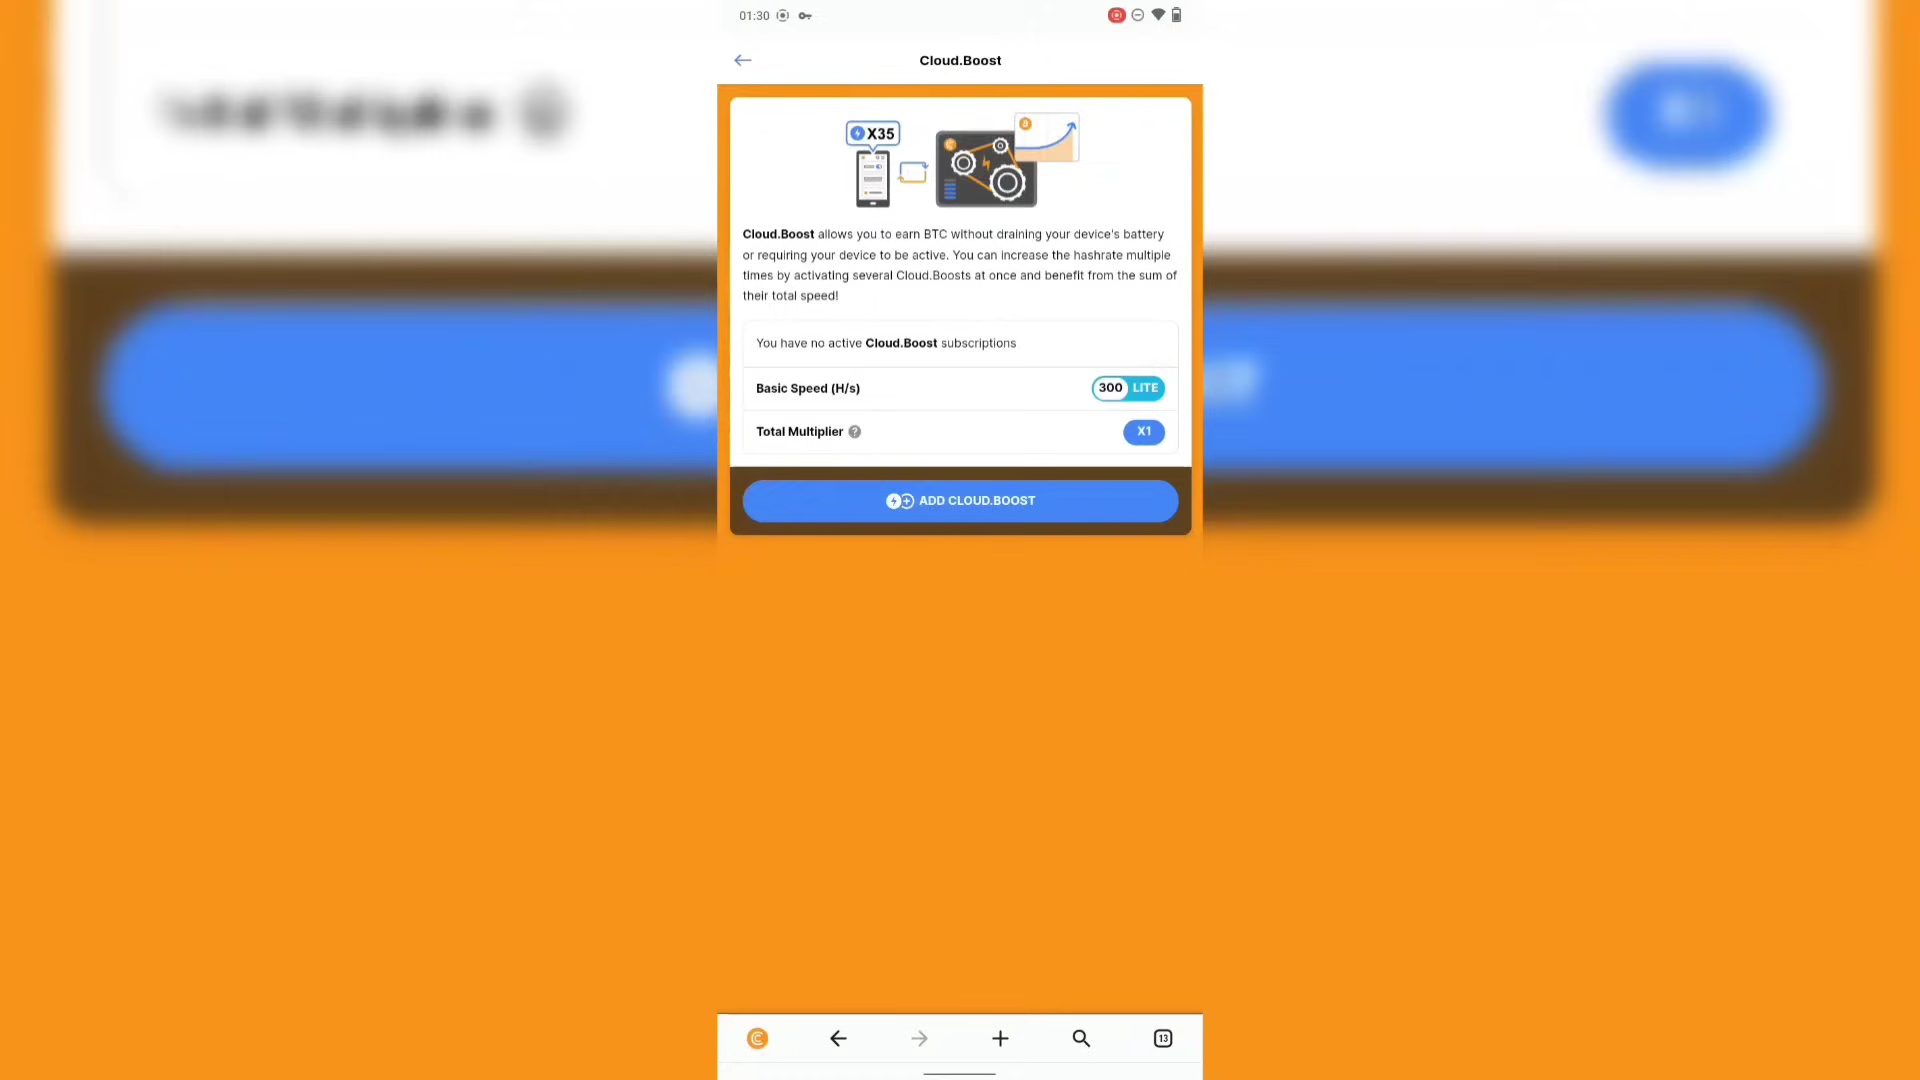 01:30
Cloud.Boost
X35
Cloud.Boost allows you to earn BTC without draining your device's battery
or requiring your device to be active. You can increase the hashrate multiple
times by activating several Cloud.Boosts at once and benefit from the sum of
their total speed!
You have no active Cloud.Boost subscriptions
Basic Speed (H/s) 300 LITE
Total Multiplier ? X1
ADD CLOUD.BOOST
13